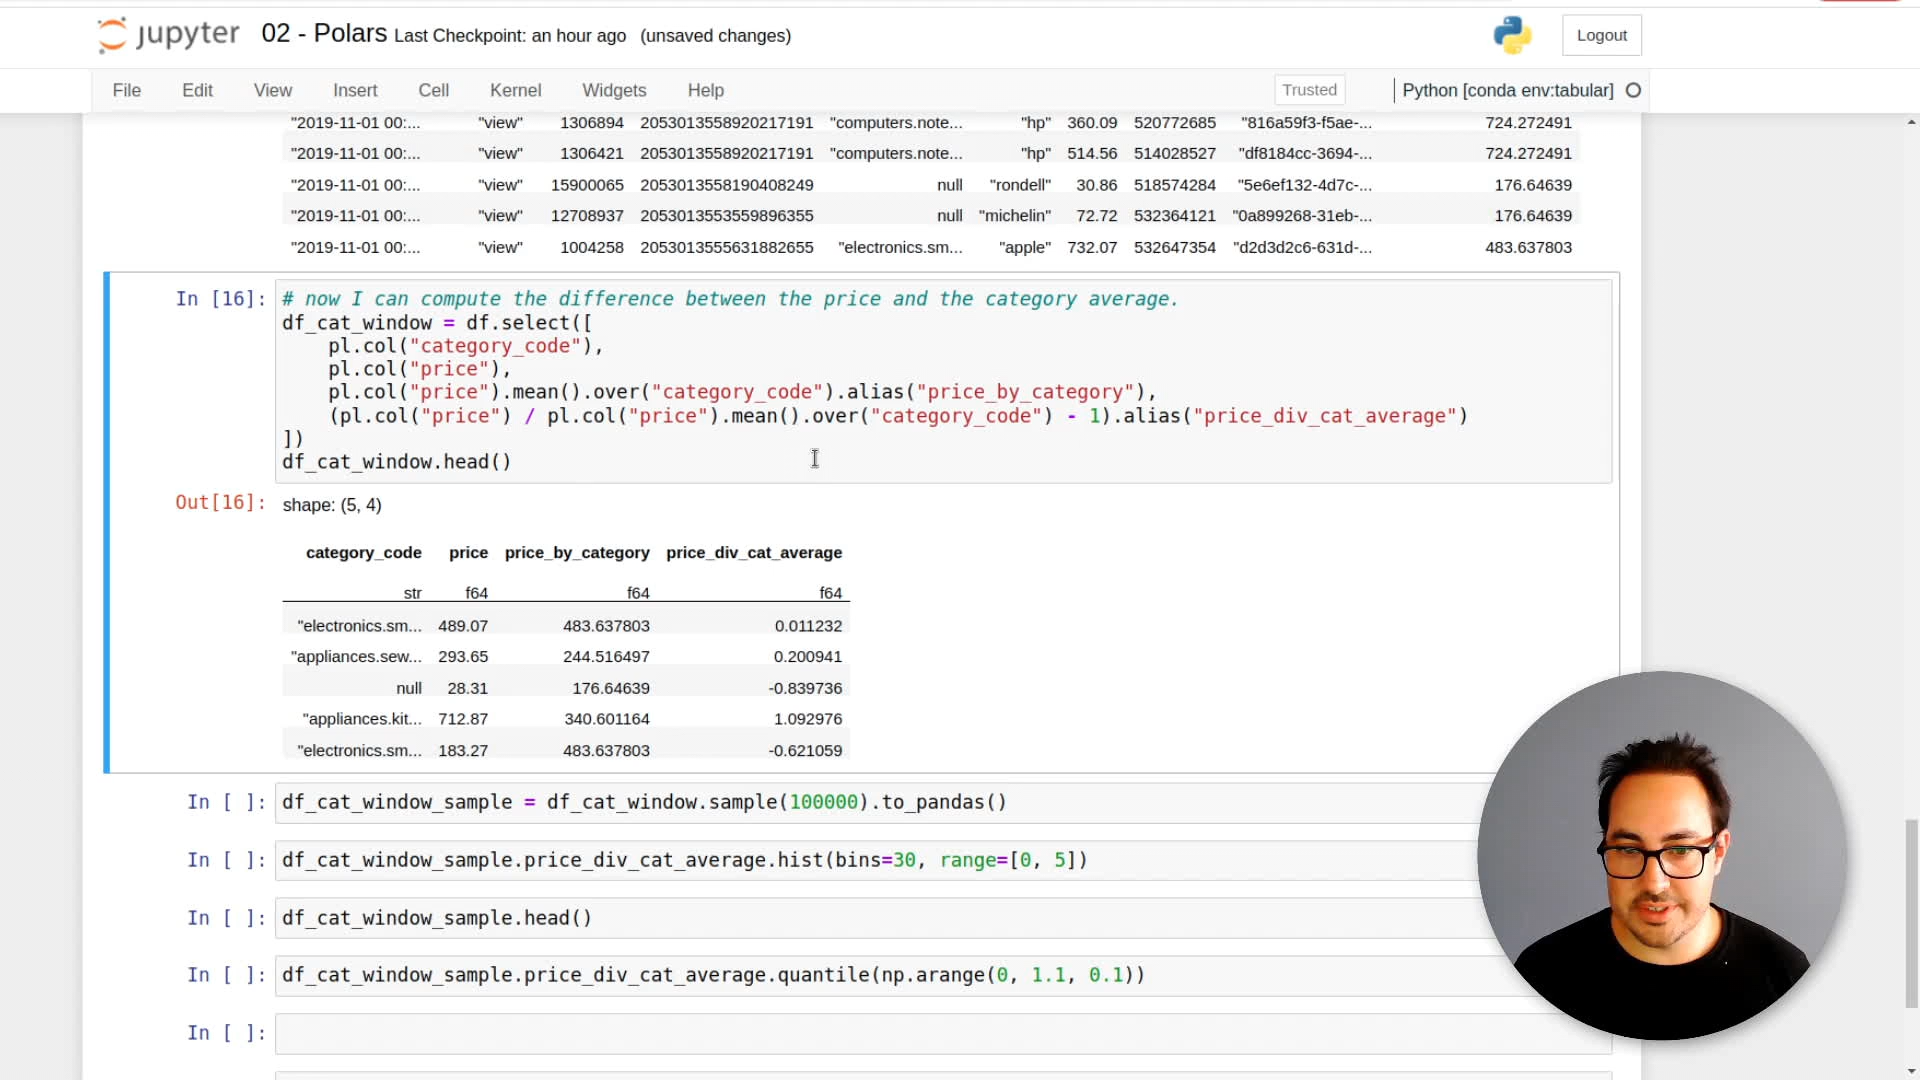 jupyter 02 - Polars Last Checkpoint: an hour ago (unsaved changes) Logout
File Edit View Insert Cell Kernel Widgets Help Trusted Python [conda env:tabular]
"2019-11-01 00:... "view" 1306894 2053013558920217191 "computers.note... "hp" 360.09 520772685 "816a59f3-f5ae-... 724.272491
"2019-11-01 00:... "view" 1306421 2053013558920217191 "computers.note... "hp" 514.56 514028527 "df8184cc-3694-... 724.272491
"2019-11-01 00:... "view" 15900065 2053013558190408249 null "rondell" 30.86 518574284 "5e6ef132-4d7c-... 176.64639
"2019-11-01 00:... "view" 12708937 2053013553559896355 null "michelin" 72.72 532364121 "0a899268-31eb-... 176.64639
"2019-11-01 00:... "view" 1004258 2053013555631882655 "electronics.sm... "apple" 732.07 532647354 "d2d3d2c6-631d-... 483.637803
In [16]: # now I can compute the difference between the price and the category average.
df_cat_window = df.select([
pl.col("category_code"),
pl.col("price"),
pl.col("price").mean().over("category_code").alias("price_by_category"),
(pl.col("price") / pl.col("price").mean().over("category_code") - 1).alias("price_div_cat_average")
])
df_cat_window.head()
Out[16]: shape: (5, 4)
category_code price price_by_category price_div_cat_average
str f64 f64 f64
"electronics.sm... 489.07 483.637803 0.011232
"appliances.sew... 293.65 244.516497 0.200941
null 28.31 176.64639 -0.839736
"appliances.kit... 712.87 340.601164 1.092976
"electronics.sm... 183.27 483.637803 -0.621059
In [ ]: df_cat_window_sample = df_cat_window.sample(100000).to_pandas()
In [ ]: df_cat_window_sample.price_div_cat_average.hist(bins=30, range=[0, 5])
In [ ]: df_cat_window_sample.head()
In [ ]: df_cat_window_sample.price_div_cat_average.quantile(np.arange(0, 1.1, 0.1))
In [ ]: